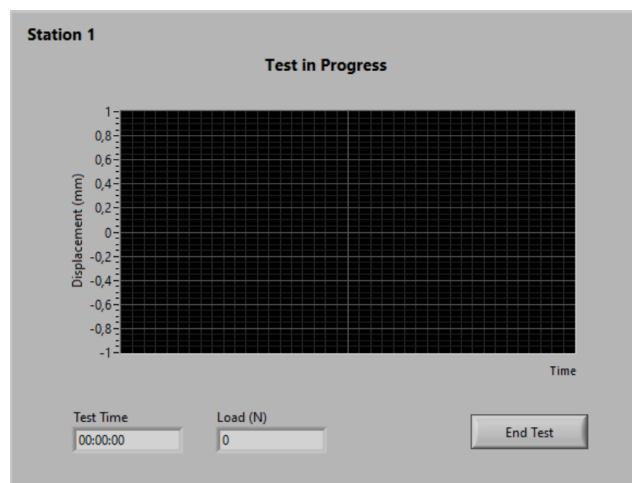 Station 1
Test in Progress
1
0,8
0,6
0,4
0,2
0
-0,2
-0,4
-0,6
-0,8
-1
Displacement (mm)
Time
Test Time
Load (N)
00:00:00
0
End Test